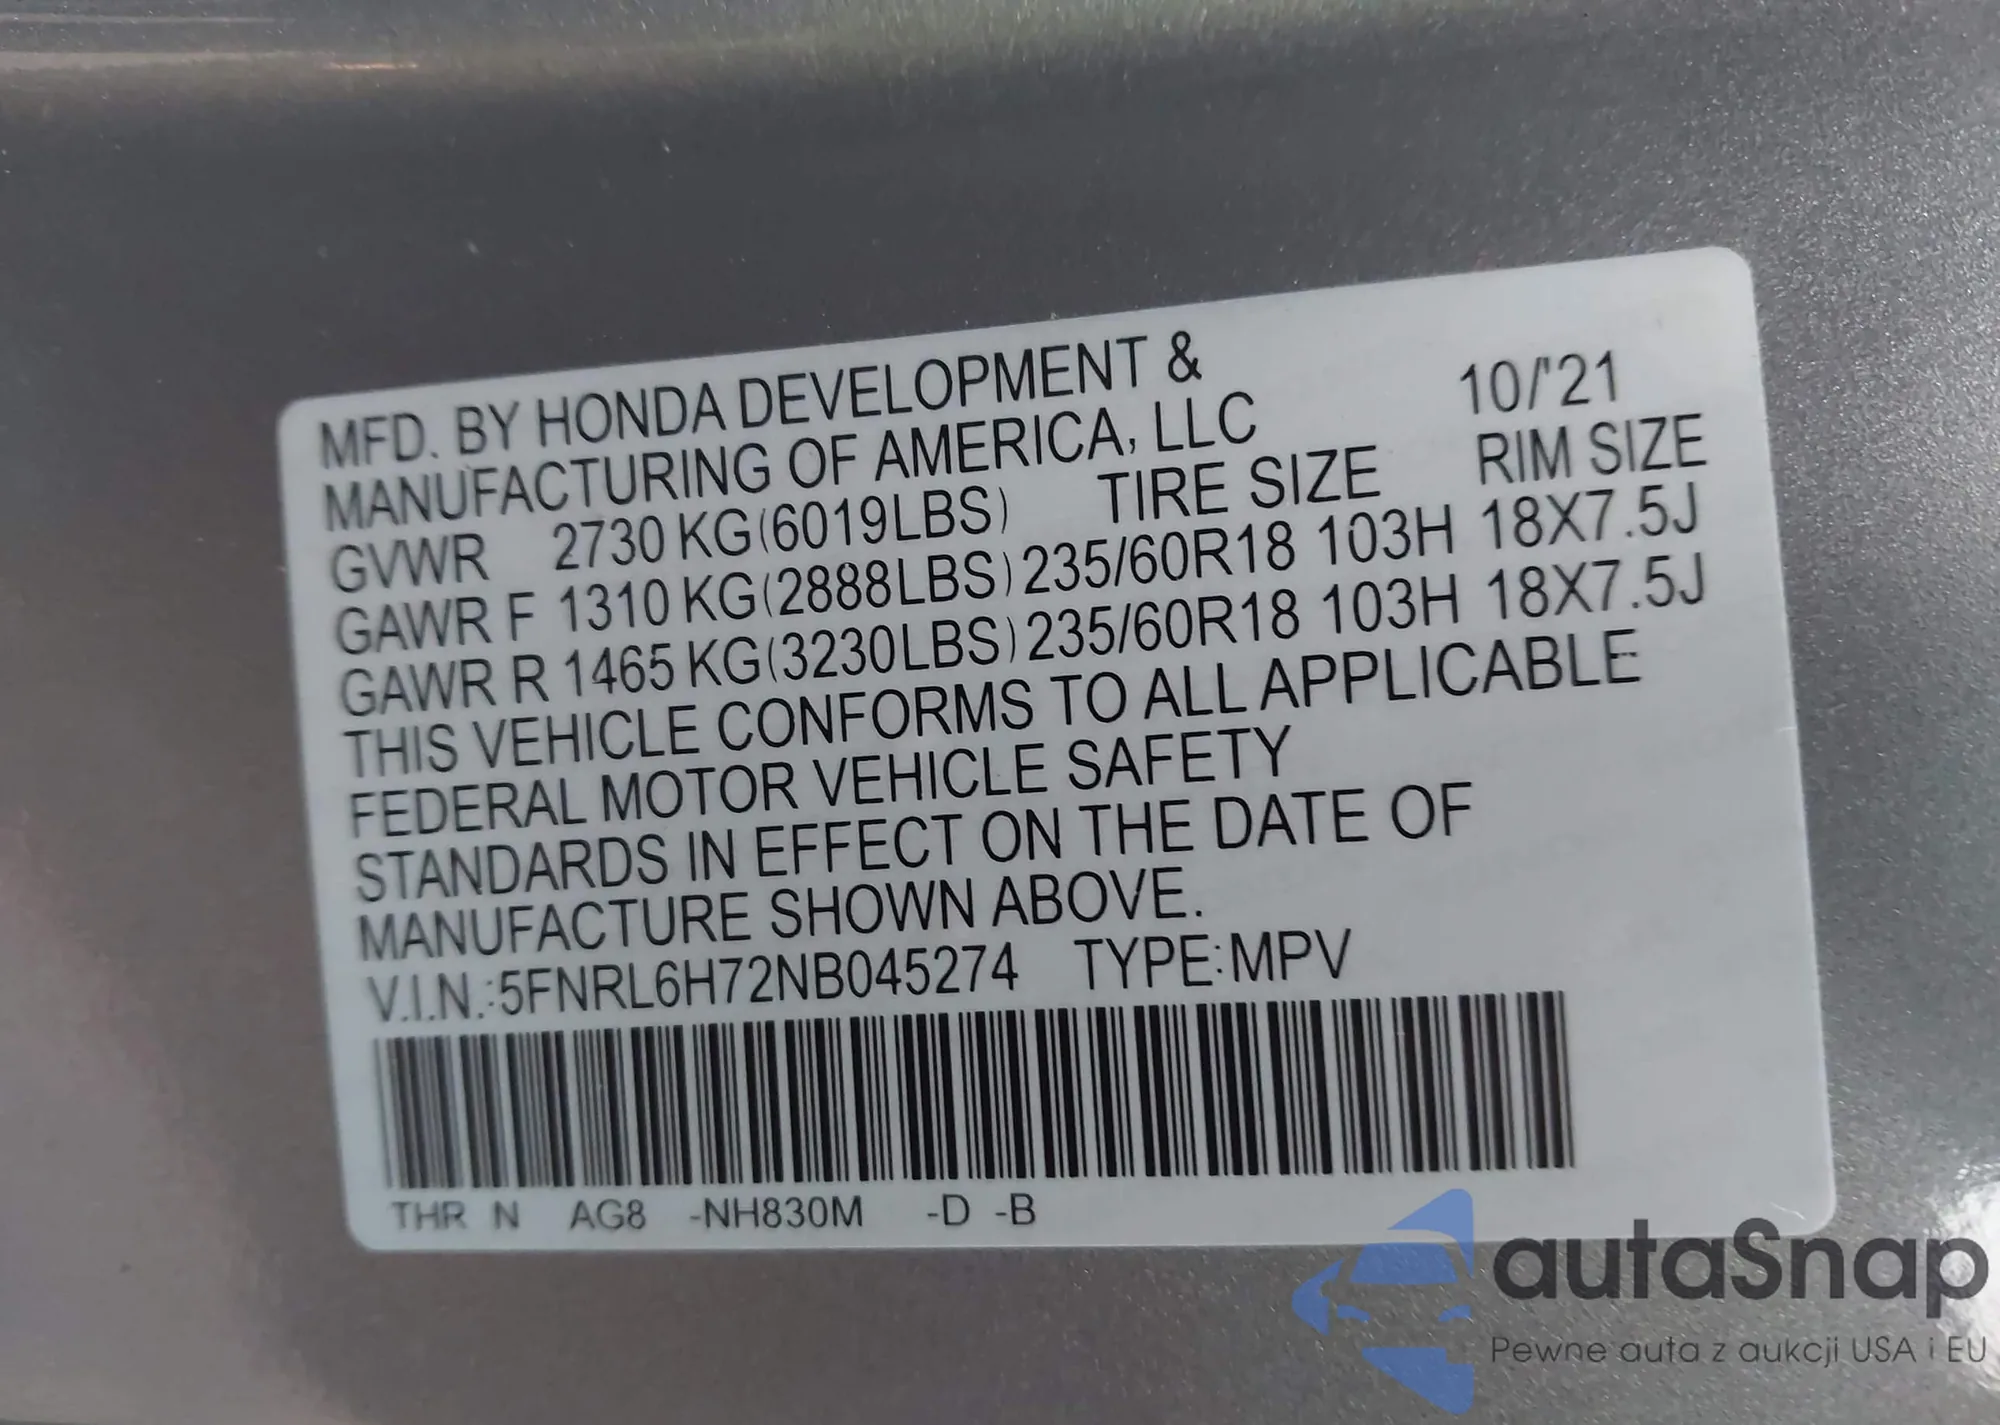 MFD. BY HONDA DEVELOPMENT & 10/'21
MANUFACTURING OF AMERICA, LLC
GVWR 2730 KG(6019LBS) TIRE SIZE RIM SIZE
GAWR F 1310 KG(2888LBS) 235/60R18 103H 18X7.5J
GAWR R 1465 KG(3230LBS) 235/60R18 103H 18X7.5J
THIS VEHICLE CONFORMS TO ALL APPLICABLE
FEDERAL MOTOR VEHICLE SAFETY
STANDARDS IN EFFECT ON THE DATE OF
MANUFACTURE SHOWN ABOVE.
V.I.N.:5FNRL6H72NB045274 TYPE:MPV
THR N AG8 -NH830M -D -B
autaSnap
Pewne auta z aukcji USA i EU